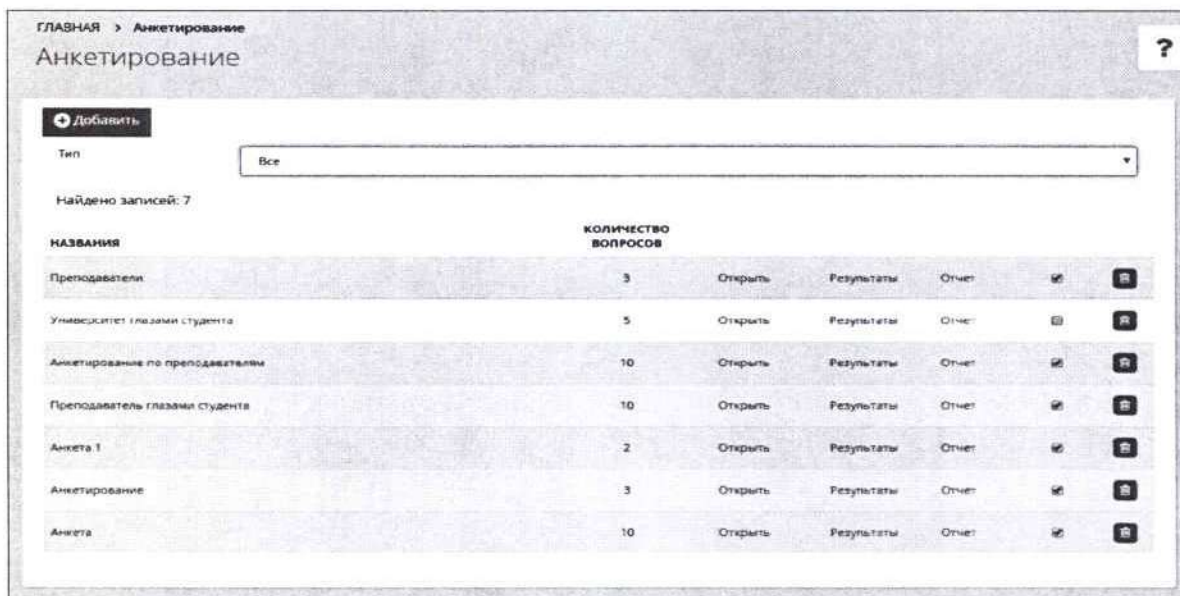 ГЛАВНАЯ > Анкетирование
Анкетирование
?
Добавить
Тип Все
Найдено записей: 7
НАЗВАНИЯ КОЛИЧЕСТВО ВОПРОСОВ
Преподаватели 3 Открыть Результаты Отчет
Университет глазами студента 5 Открыть Результаты Отчет
Анкетирование по преподавателям 10 Открыть Результаты Отчет
Преподаватель глазами студента 10 Открыть Результаты Отчет
Анкета 1 2 Открыть Результаты Отчет
Анкетирование 3 Открыть Результаты Отчет
Анкета 10 Открыть Результаты Отчет